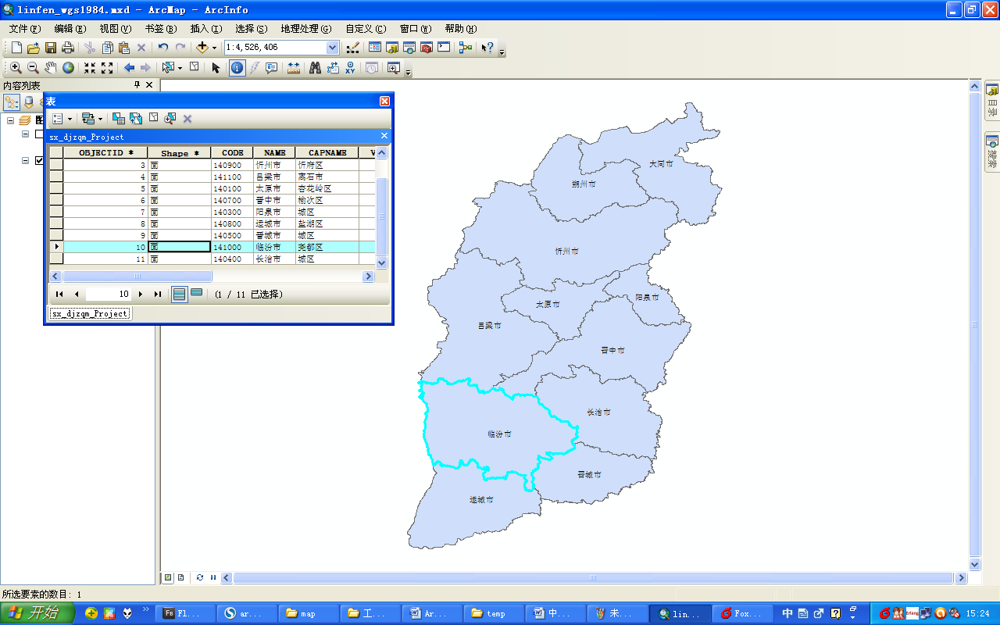 linfen_wgs1984.mxd - ArcMap - ArcInfo
文件(F) 编辑(E) 视图(V) 书签(B) 插入(I) 选择(S) 地理处理(G) 自定义(C) 窗口(W) 帮助(H)
1:4,526,406
内容列表
表
sx_djzqm_Project
OBJECTID * Shape * CODE NAME CAPNAME
3 面 140900 忻州市 忻府区
4 面 141100 吕梁市 离石市
5 面 140100 太原市 杏花岭区
6 面 140700 晋中市 榆次区
7 面 140300 阳泉市 城区
8 面 140800 运城市 盐湖区
9 面 140500 晋城市 城区
10 面 141000 临汾市 尧都区
11 面 140400 长治市 城区
10 (1 / 11 已选择)
sx_djzqm_Project
大同市
朔州市
忻州市
阳泉市
太原市
吕梁市
晋中市
长治市
临汾市
晋城市
运城市
目录
搜索
所选要素的数目: 1
开始 Fl... ar... map 工... Ar... temp 中... 未... lin... Fox... 中 15:24